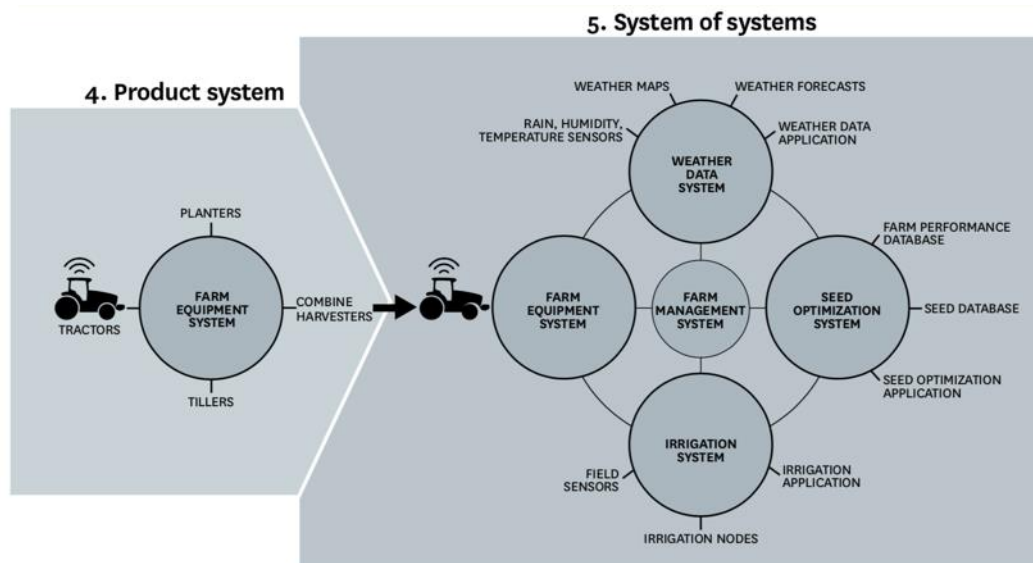 5. System of systems
4. Product system
PLANTERS
TRACTORS
FARM
EQUIPMENT
SYSTEM
COMBINE
HARVESTERS
TILLERS
WEATHER MAPS
WEATHER FORECASTS
RAIN, HUMIDITY,
TEMPERATURE SENSORS
WEATHER DATA
APPLICATION
WEATHER
DATA
SYSTEM
FARM
EQUIPMENT
SYSTEM
FARM
MANAGEMENT
SYSTEM
SEED
OPTIMIZATION
SYSTEM
FARM PERFORMANCE
DATABASE
SEED DATABASE
SEED OPTIMIZATION
APPLICATION
IRRIGATION
SYSTEM
FIELD
SENSORS
IRRIGATION
APPLICATION
IRRIGATION NODES